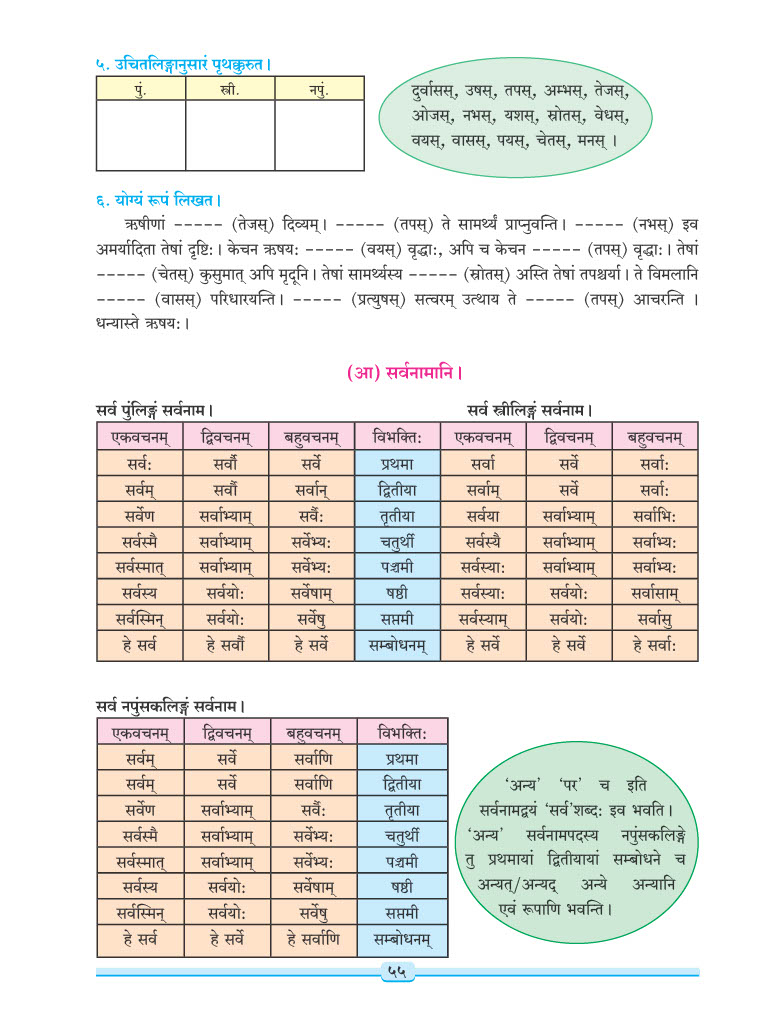 ५. उचितलिङ्गानुसारं पृथक्कुरुत।
पुं. स्त्री. नपुं.
दुर्वासस्, उषस्, तपस्, अम्भस्, तेजस्,
ओजस्, नभस्, यशस्, स्रोतस्, वेधस्,
वयस्, वासस्, पयस्, चेतस्, मनस् ।
६. योग्यं रूपं लिखत।
ऋषीणां ----- (तेजस्) दिव्यम्। ----- (तपस्) ते सामर्थ्यं प्राप्नुवन्ति। ----- (नभस्) इव
अमर्यादिता तेषां दृष्टिः। केचन ऋषयः ----- (वयस्) वृद्धाः, अपि च केचन ----- (तपस्) वृद्धाः। तेषां
----- (चेतस्) कुसुमात् अपि मृदूनि। तेषां सामर्थ्यस्य ----- (स्रोतस्) अस्ति तेषां तपश्चर्या। ते विमलानि
----- (वासस्) परिधारयन्ति। ----- (प्रत्युषस्) सत्वरम् उत्थाय ते ----- (तपस्) आचरन्ति ।
धन्यास्ते ऋषयः।
(आ) सर्वनामानि।
सर्व पुंलिङ्गं सर्वनाम। सर्व स्त्रीलिङ्गं सर्वनाम।
एकवचनम् द्विवचनम् बहुवचनम् विभक्तिः एकवचनम् द्विवचनम् बहुवचनम्
सर्वः सर्वौ सर्वे प्रथमा सर्वा सर्वे सर्वाः
सर्वम् सर्वौ सर्वान् द्वितीया सर्वाम् सर्वे सर्वाः
सर्वेण सर्वाभ्याम् सर्वैः तृतीया सर्वया सर्वाभ्याम् सर्वाभिः
सर्वस्मै सर्वाभ्याम् सर्वेभ्यः चतुर्थी सर्वस्यै सर्वाभ्याम् सर्वाभ्यः
सर्वस्मात् सर्वाभ्याम् सर्वेभ्यः पञ्चमी सर्वस्याः सर्वाभ्याम् सर्वाभ्यः
सर्वस्य सर्वयोः सर्वेषाम् षष्ठी सर्वस्याः सर्वयोः सर्वासाम्
सर्वस्मिन् सर्वयोः सर्वेषु सप्तमी सर्वस्याम् सर्वयोः सर्वासु
हे सर्व हे सर्वौ हे सर्वे सम्बोधनम् हे सर्वे हे सर्वे हे सर्वाः
सर्व नपुंसकलिङ्गं सर्वनाम।
एकवचनम् द्विवचनम् बहुवचनम् विभक्तिः
सर्वम् सर्वे सर्वाणि प्रथमा
सर्वम् सर्वे सर्वाणि द्वितीया
सर्वेण सर्वाभ्याम् सर्वैः तृतीया
सर्वस्मै सर्वाभ्याम् सर्वेभ्यः चतुर्थी
सर्वस्मात् सर्वाभ्याम् सर्वेभ्यः पञ्चमी
सर्वस्य सर्वयोः सर्वेषाम् षष्ठी
सर्वस्मिन् सर्वयोः सर्वेषु सप्तमी
हे सर्व हे सर्वे हे सर्वाणि सम्बोधनम्
‘अन्य’ ‘पर’ च इति
सर्वनामद्वयं ‘सर्व’शब्दः इव भवति।
‘अन्य’ सर्वनामपदस्य नपुंसकलिङ्गे
तु प्रथमायां द्वितीयायां सम्बोधने च
अन्यत्/अन्यद् अन्ये अन्यानि
एवं रूपाणि भवन्ति।
५५